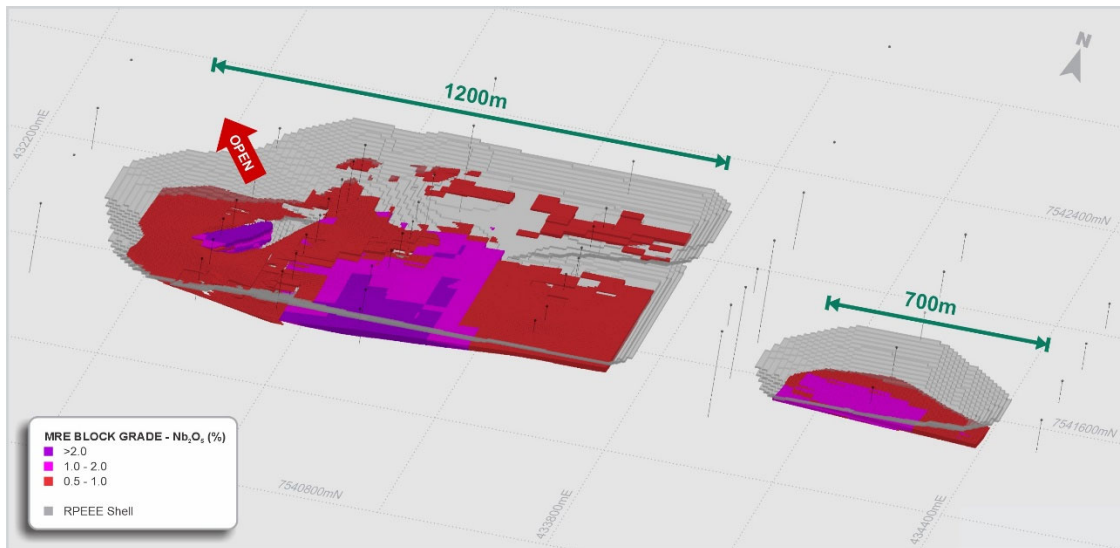 N
1200m
432200mE
OPEN
7542400mN
700m
MRE BLOCK GRADE - Nb₂O₅ (%)
>2.0
1.0 - 2.0
0.5 - 1.0
RPEEE Shell
7541600mN
7540800mN
433800mE
434400mE